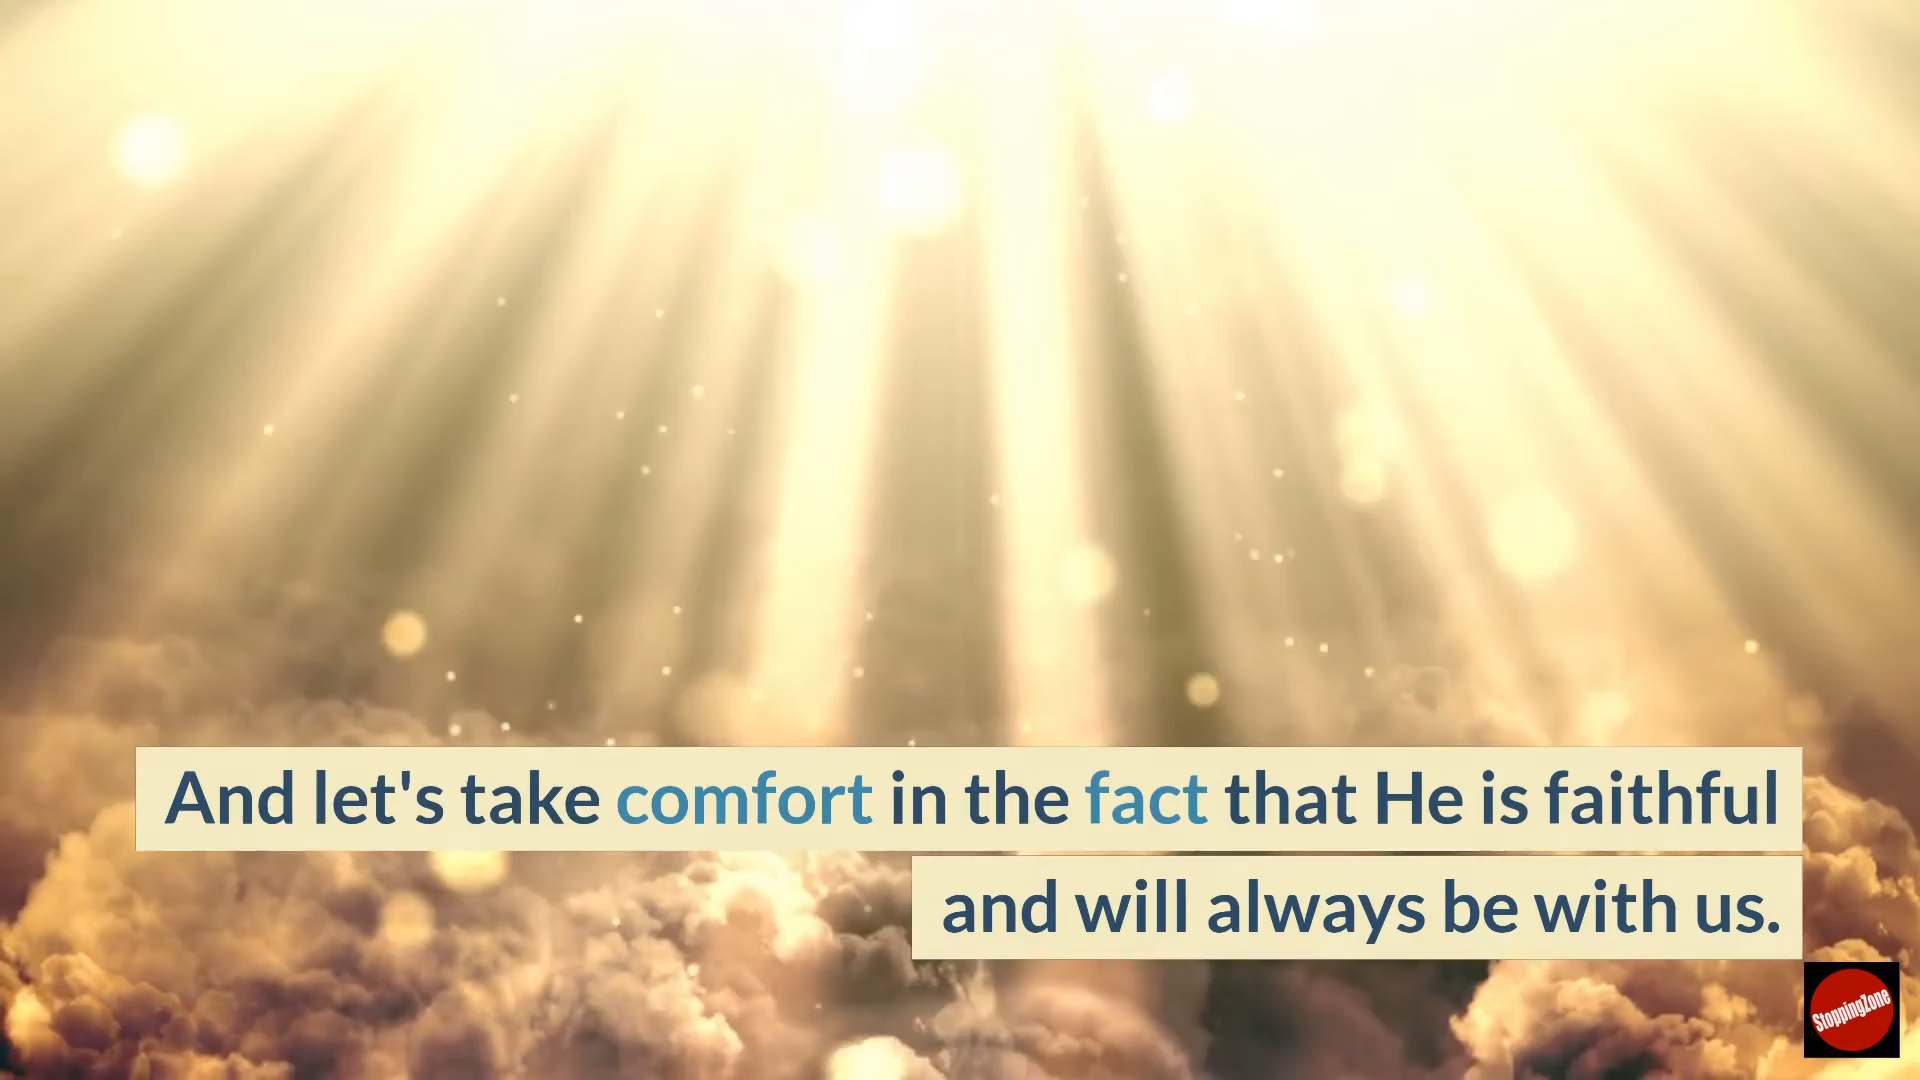 And let's take comfort in the fact that He is faithful
and will always be with us.
StoppingZone